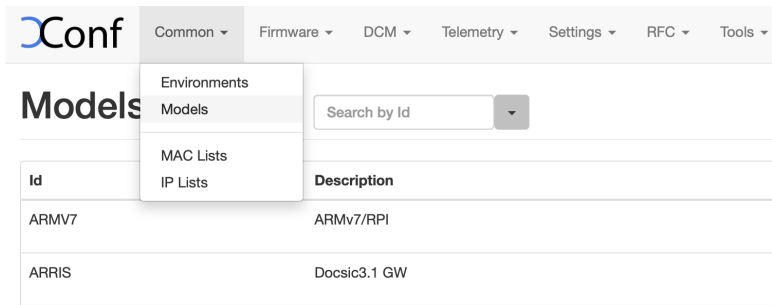 XConf Common Firmware DCM Telemetry Settings RFC Tools
Environments
Models Models Search by Id
MAC Lists
IP Lists
Id Description
ARMV7 ARMv7/RPI
ARRIS Docsic3.1 GW